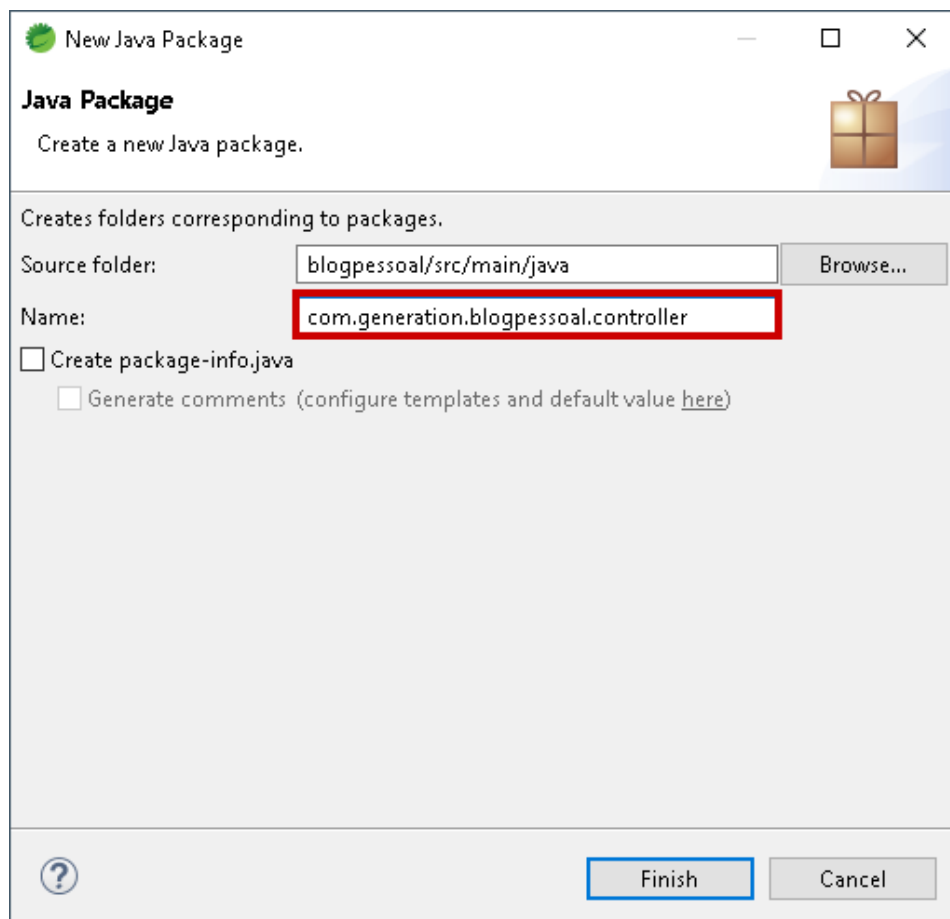 New Java Package
Java Package
Create a new Java package.
Creates folders corresponding to packages.
Source folder: blogpessoal/src/main/java Browse...
Name: com.generation.blogpessoal.controller
Create package-info.java
Generate comments (configure templates and default value here)
? Finish Cancel